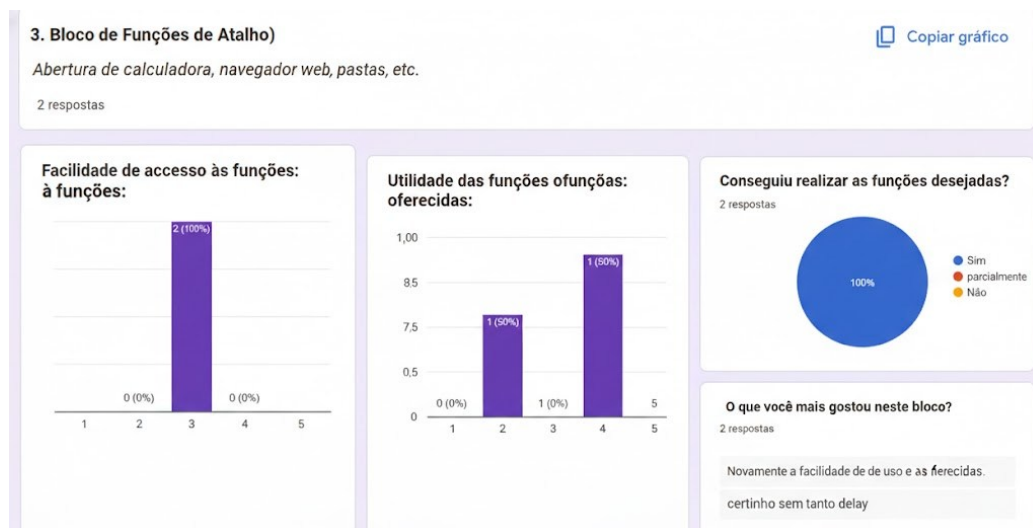 3. Bloco de Funções de Atalho)
Copiar gráfico
Abertura de calculadora, navegador web, pastas, etc.
2 respostas
Facilidade de accesso às funções:
à funções:
2 (100%)
0 (0%)
0 (0%)
1 2 3 4 5
Utilidade das funções ofunçõas:
oferecidas:
1,00
8.5
7,5
0,5
0
0 (0%)
1 (50%)
1 (0%)
1 (50%)
5
1 2 3 4 5
Conseguiu realizar as funções desejadas?
2 respostas
100%
Sim
parcialmente
Não
O que você mais gostou neste bloco?
2 respostas
Novamente a facilidade de de uso e as ferecidas.
certinho sem tanto delay